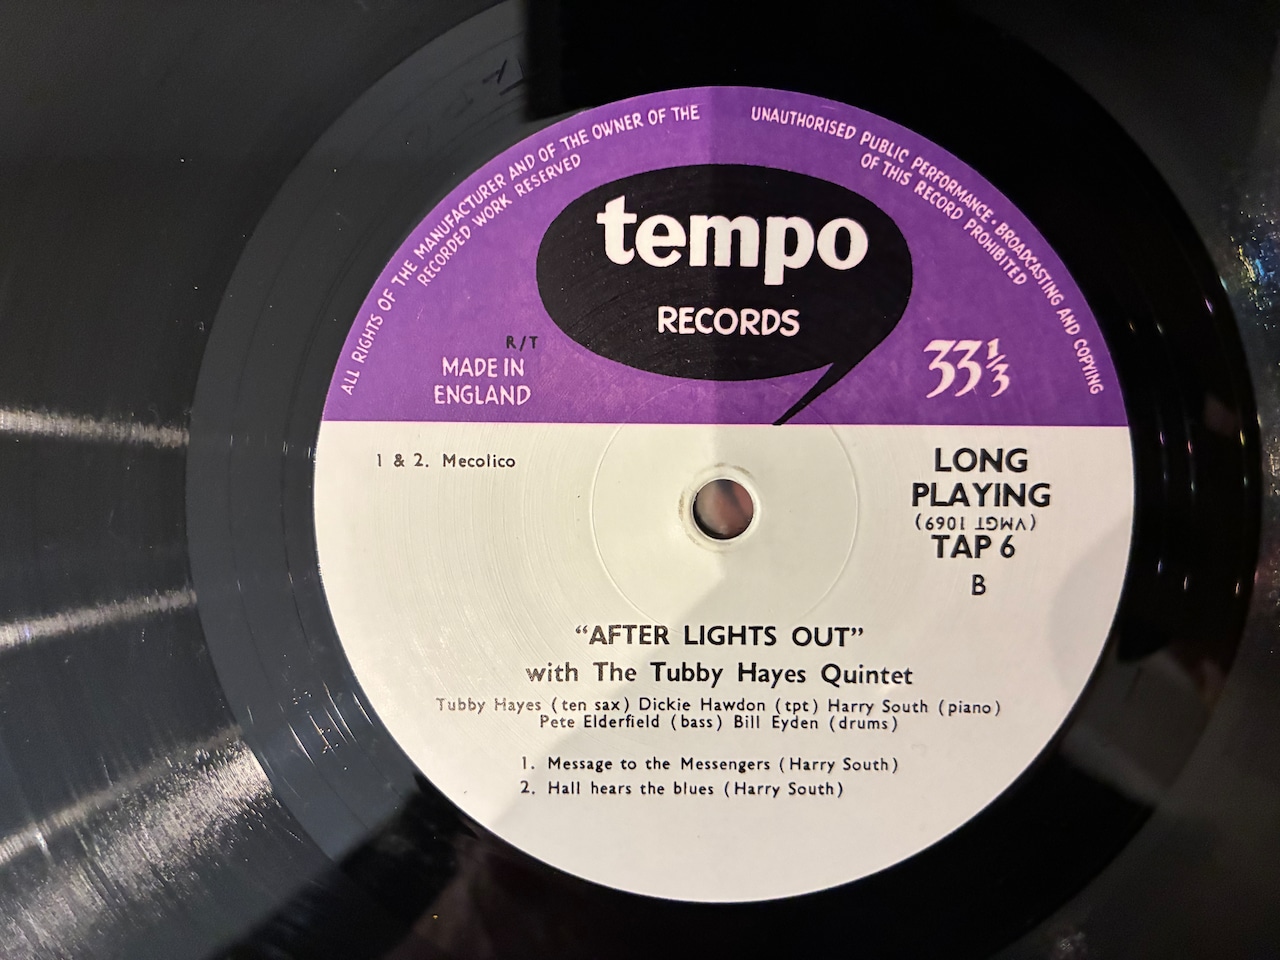 ALL RIGHTS OF THE MANUFACTURER AND OF THE OWNER OF THE
RECORDED WORK RESERVED
UNAUTHORISED PUBLIC PERFORMANCE • BROADCASTING AND COPYING
OF THIS RECORD PROHIBITED
tempo
RECORDS
R/T
MADE IN
ENGLAND
33⅓
1 & 2. Mecolico
LONG
PLAYING
(VMGT 1069)
TAP 6
B
“AFTER LIGHTS OUT”
with The Tubby Hayes Quintet
Tubby Hayes (ten sax) Dickie Hawdon (tpt) Harry South (piano)
Pete Elderfield (bass) Bill Eyden (drums)
1. Message to the Messengers (Harry South)
2. Hall hears the blues (Harry South)